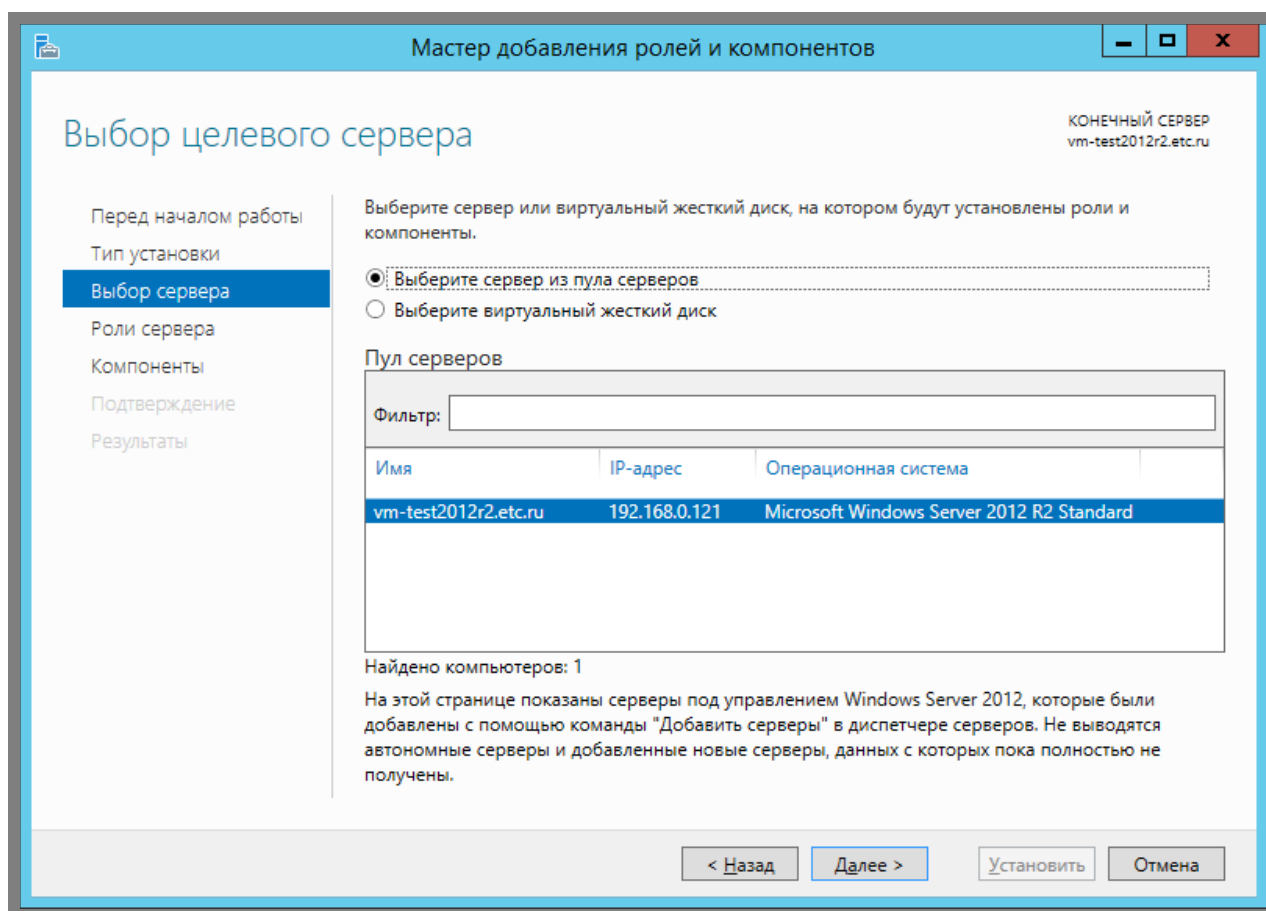 Мастер добавления ролей и компонентов
Выбор целевого сервера
КОНЕЧНЫЙ СЕРВЕР
vm-test2012r2.etc.ru
Перед началом работы
Тип установки
Выбор сервера
Роли сервера
Компоненты
Подтверждение
Результаты
Выберите сервер или виртуальный жесткий диск, на котором будут установлены роли и
компоненты.
Выберите сервер из пула серверов
Выберите виртуальный жесткий диск
Пул серверов
Фильтр:
Имя IP-адрес Операционная система
vm-test2012r2.etc.ru 192.168.0.121 Microsoft Windows Server 2012 R2 Standard
Найдено компьютеров: 1
На этой странице показаны серверы под управлением Windows Server 2012, которые были
добавлены с помощью команды "Добавить серверы" в диспетчере серверов. Не выводятся
автономные серверы и добавленные новые серверы, данных с которых пока полностью не
получены.
< Назад Далее > Установить Отмена